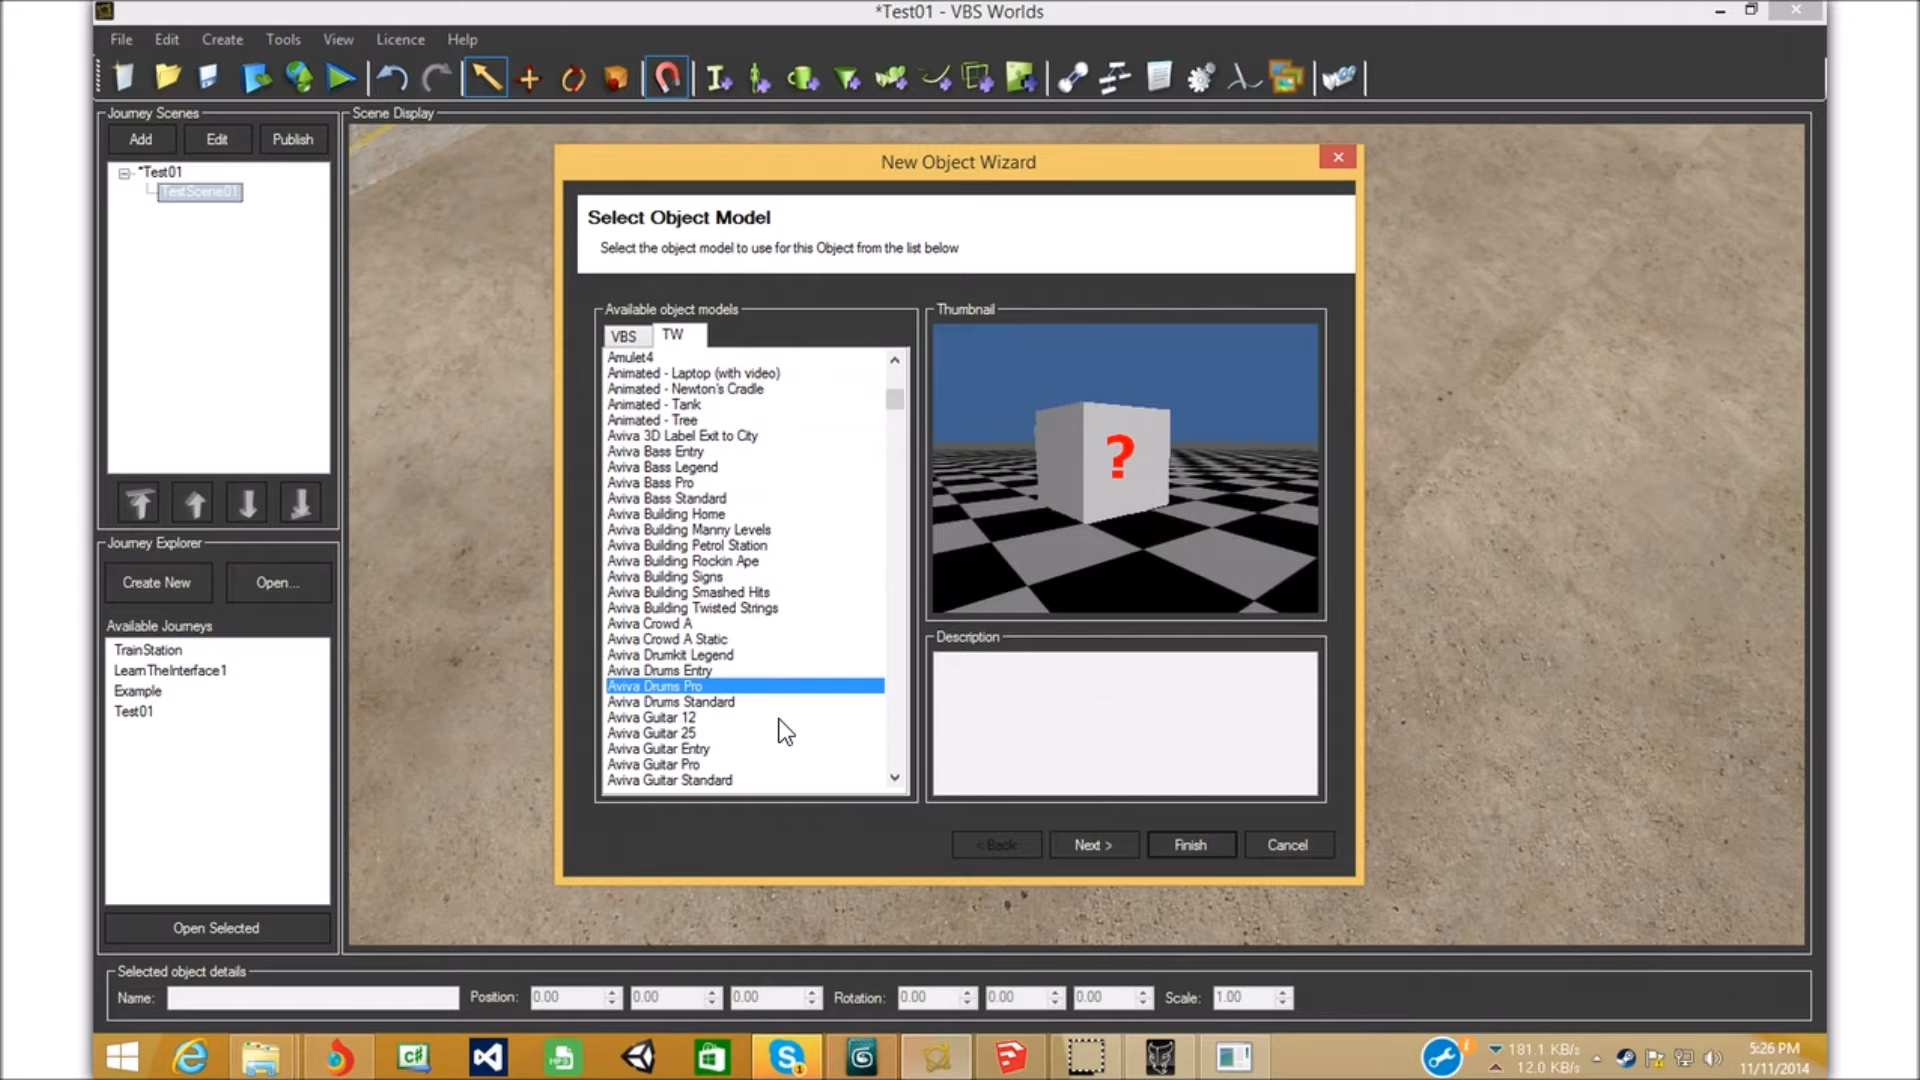 *Test01 - VBS Worlds
File Edit Create Tools View Licence Help
Journey Scenes
Add Edit Publish
*Test01
TestScene01
Journey Explorer
Create New Open...
Available Journeys
TrainStation
LearnTheInterface1
Example
Test01
Open Selected
Scene Display
New Object Wizard
Select Object Model
Select the object model to use for this Object from the list below
Available object models
VBS TW
Amulet4
Animated - Laptop (with video)
Animated - Newton's Cradle
Animated - Tank
Animated - Tree
Aviva 3D Label Exit to City
Aviva Bass Entry
Aviva Bass Legend
Aviva Bass Pro
Aviva Bass Standard
Aviva Building Home
Aviva Building Manny Levels
Aviva Building Petrol Station
Aviva Building Rockin Ape
Aviva Building Signs
Aviva Building Smashed Hits
Aviva Building Twisted Strings
Aviva Crowd A
Aviva Crowd A Static
Aviva Drumkit Legend
Aviva Drums Entry
Aviva Drums Pro
Aviva Drums Standard
Aviva Guitar 12
Aviva Guitar 25
Aviva Guitar Entry
Aviva Guitar Pro
Aviva Guitar Standard
Thumbnail
?
Description
< Back Next > Finish Cancel
Selected object details
Name: Position: 0.00 0.00 0.00 Rotation: 0.00 0.00 0.00 Scale: 1.00
181.1 KB/s
12.0 KB/s
5:26 PM
11/11/2014